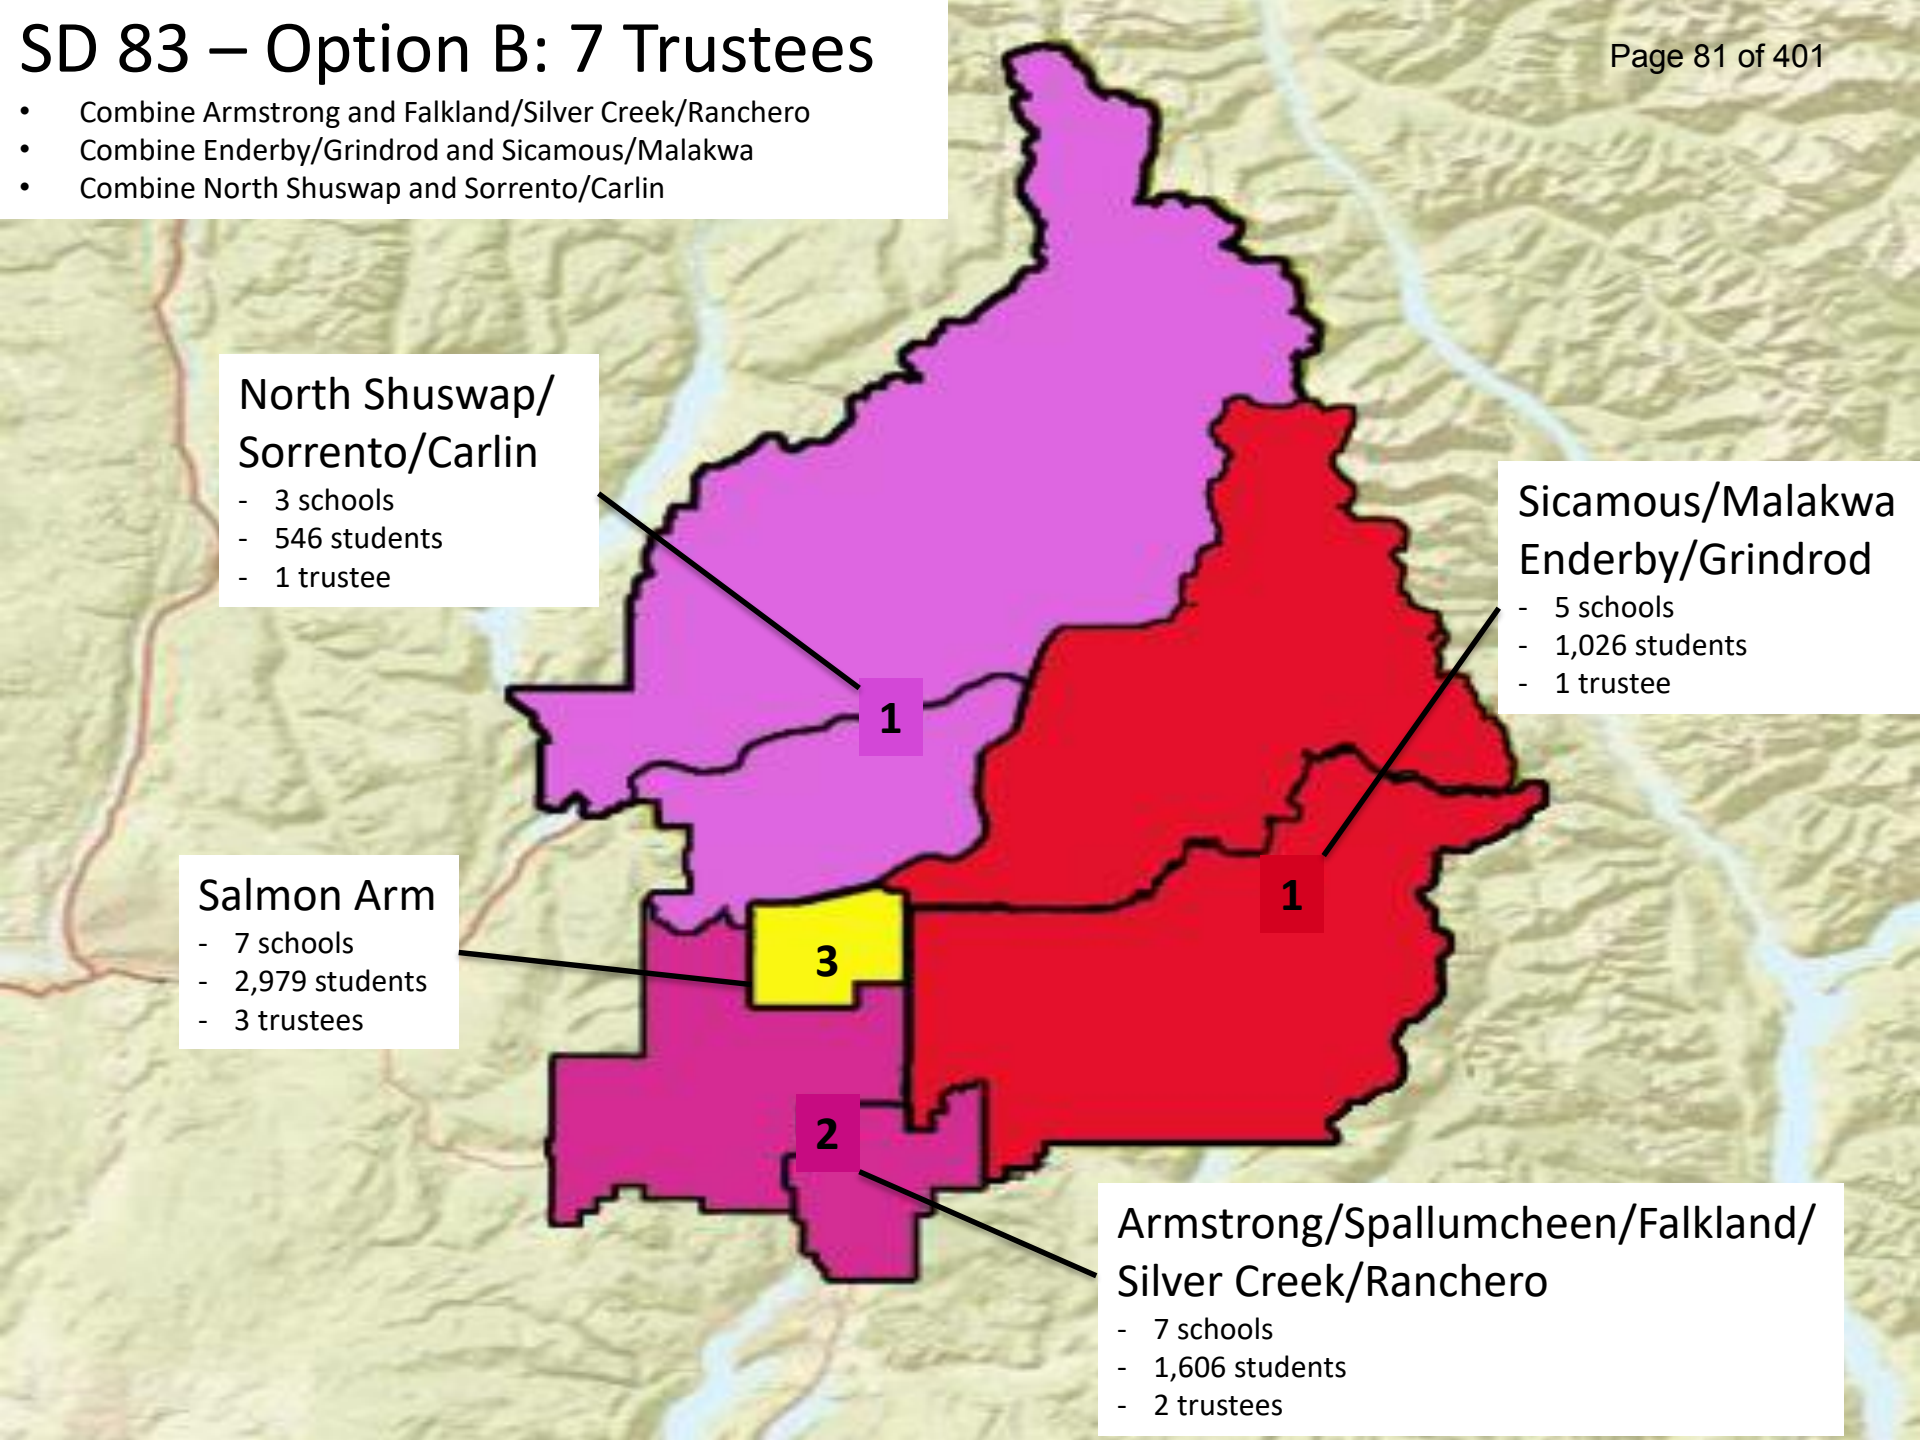 SD 83 – Option B: 7 Trustees
Page 81 of 401
• Combine Armstrong and Falkland/Silver Creek/Ranchero
• Combine Enderby/Grindrod and Sicamous/Malakwa
• Combine North Shuswap and Sorrento/Carlin
North Shuswap/
Sorrento/Carlin
- 3 schools
- 546 students
- 1 trustee
Sicamous/Malakwa
Enderby/Grindrod
- 5 schools
- 1,026 students
- 1 trustee
1
Salmon Arm
- 7 schools
- 2,979 students
- 3 trustees
1
3
2
Armstrong/Spallumcheen/Falkland/
Silver Creek/Ranchero
- 7 schools
- 1,606 students
- 2 trustees